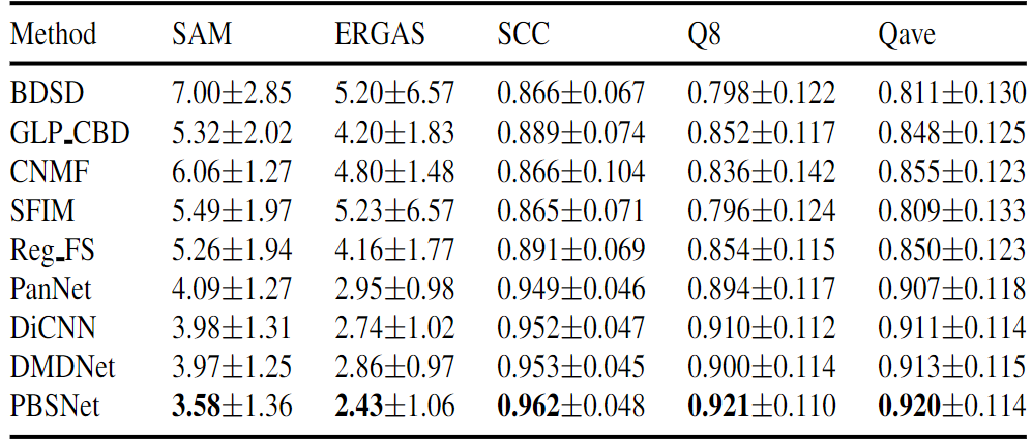 Method SAM ERGAS SCC Q8 Qave
BDSD 7.00±2.85 5.20±6.57 0.866±0.067 0.798±0.122 0.811±0.130
GLP_CBD 5.32±2.02 4.20±1.83 0.889±0.074 0.852±0.117 0.848±0.125
CNMF 6.06±1.27 4.80±1.48 0.866±0.104 0.836±0.142 0.855±0.123
SFIM 5.49±1.97 5.23±6.57 0.865±0.071 0.796±0.124 0.809±0.133
Reg_FS 5.26±1.94 4.16±1.77 0.891±0.069 0.854±0.115 0.850±0.123
PanNet 4.09±1.27 2.95±0.98 0.949±0.046 0.894±0.117 0.907±0.118
DiCNN 3.98±1.31 2.74±1.02 0.952±0.047 0.910±0.112 0.911±0.114
DMDNet 3.97±1.25 2.86±0.97 0.953±0.045 0.900±0.114 0.913±0.115
PBSNet 3.58±1.36 2.43±1.06 0.962±0.048 0.921±0.110 0.920±0.114